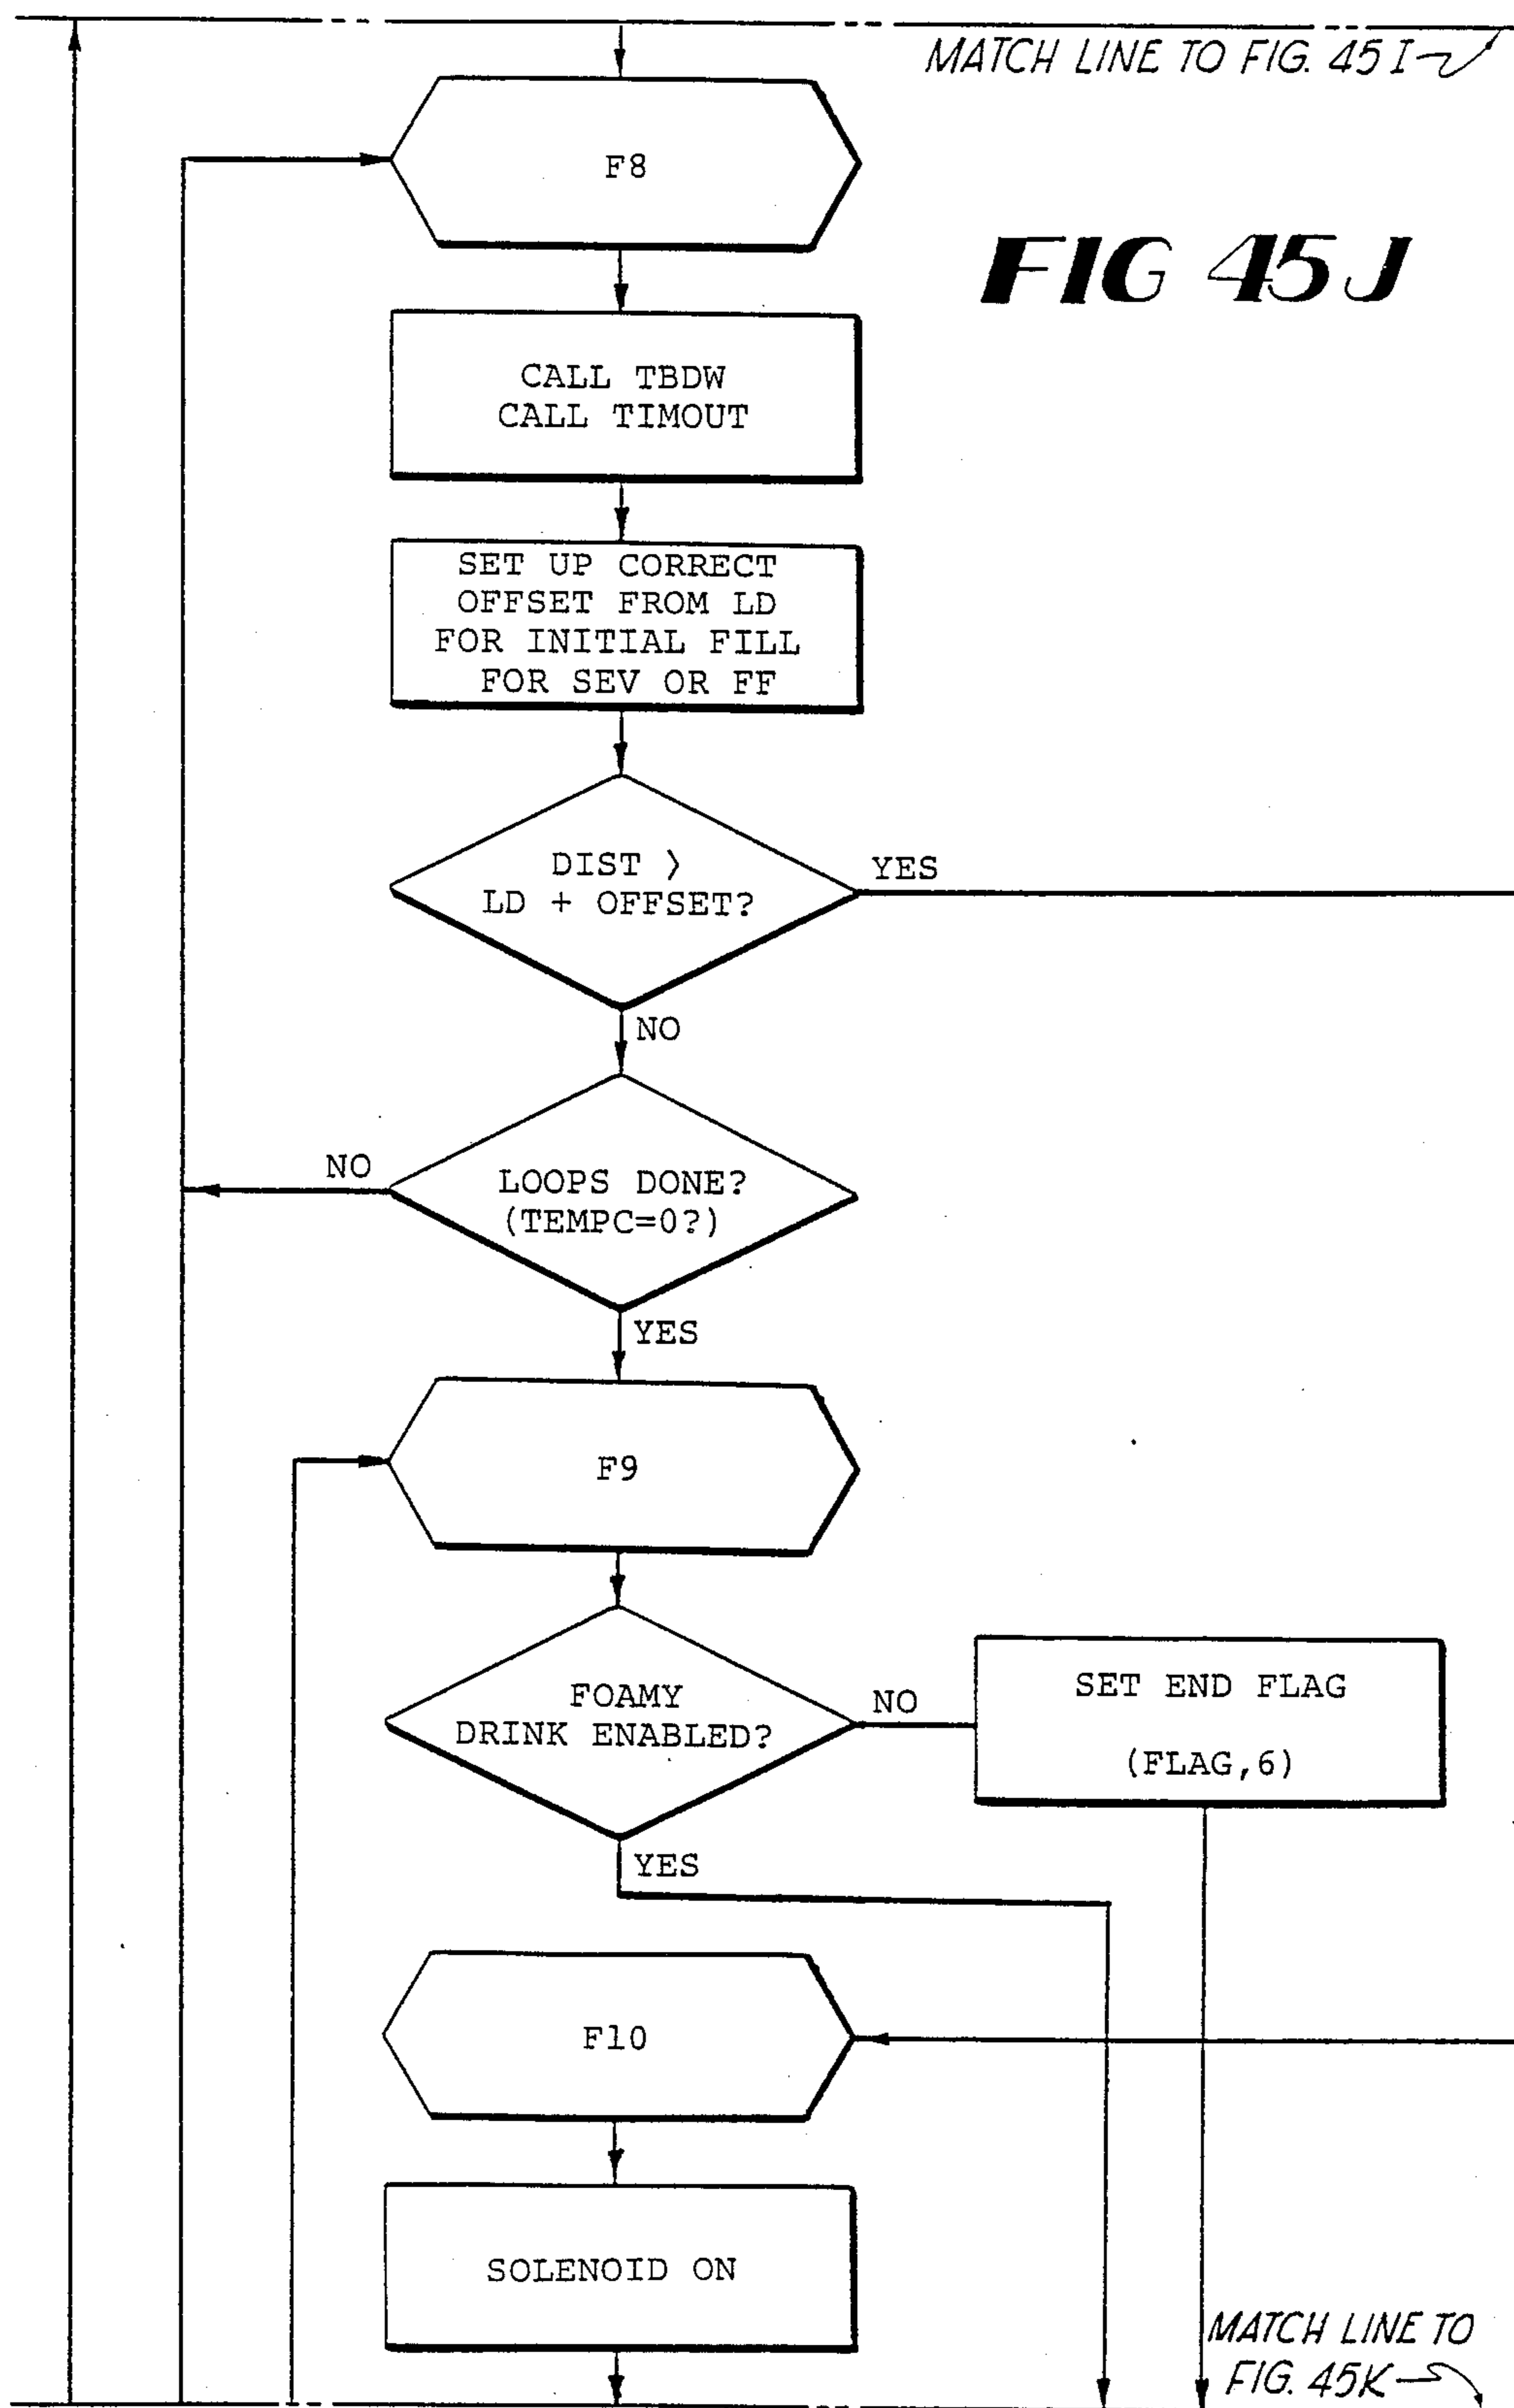 MATCH LINE TO FIG. 45I
F8
FIG 45J
CALL TBDW
CALL TIMOUT
SET UP CORRECT
OFFSET FROM LD
FOR INITIAL FILL
FOR SEV OR FF
DIST >
LD + OFFSET?
YES
NO
NO
LOOPS DONE?
(TEMPC=0?)
YES
F9
FOAMY
DRINK ENABLED?
NO
SET END FLAG
(FLAG,6)
YES
F10
SOLENOID ON
MATCH LINE TO
FIG. 45K